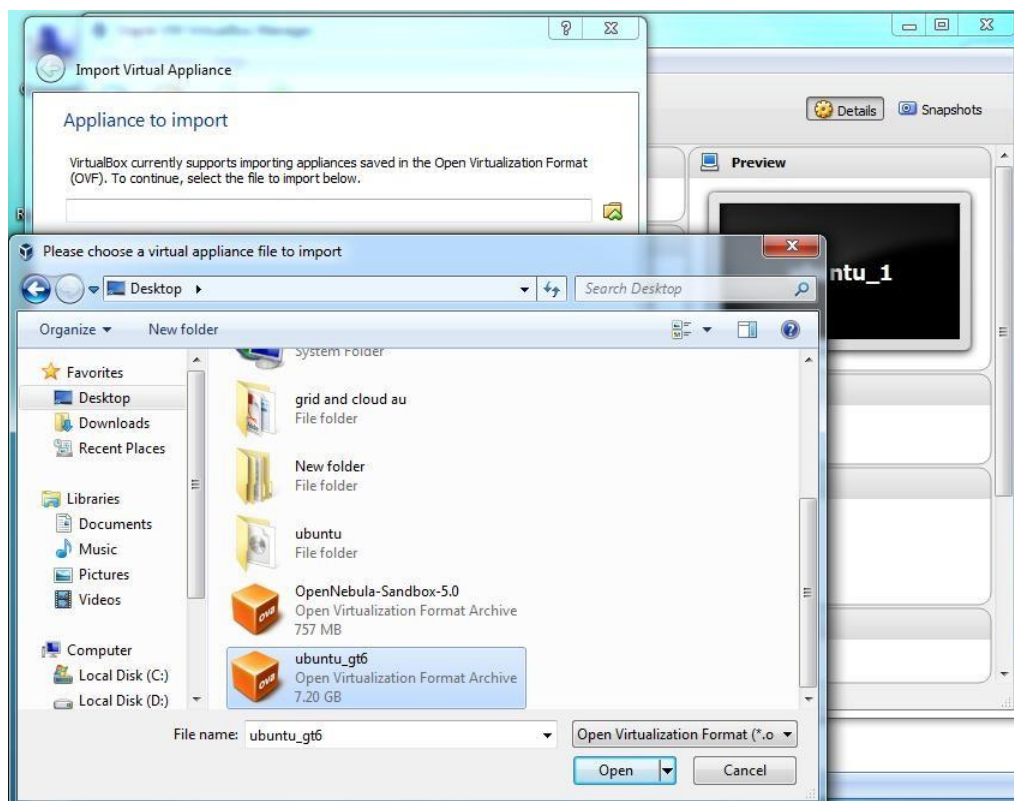 Import Virtual Appliance
Details
Snapshots
Appliance to import
VirtualBox currently supports importing appliances saved in the Open Virtualization Format
(OVF). To continue, select the file to import below.
Preview
ntu_1
Please choose a virtual appliance file to import
Desktop
Search Desktop
Organize
New folder
Favorites
Desktop
Downloads
Recent Places
Libraries
Documents
Music
Pictures
Videos
Computer
Local Disk (C:)
Local Disk (D:)
System Folder
grid and cloud au
File folder
New folder
File folder
ubuntu
File folder
OpenNebula-Sandbox-5.0
Open Virtualization Format Archive
757 MB
ubuntu_gt6
Open Virtualization Format Archive
7.20 GB
File name: ubuntu_gt6
Open Virtualization Format (*.o
Open
Cancel